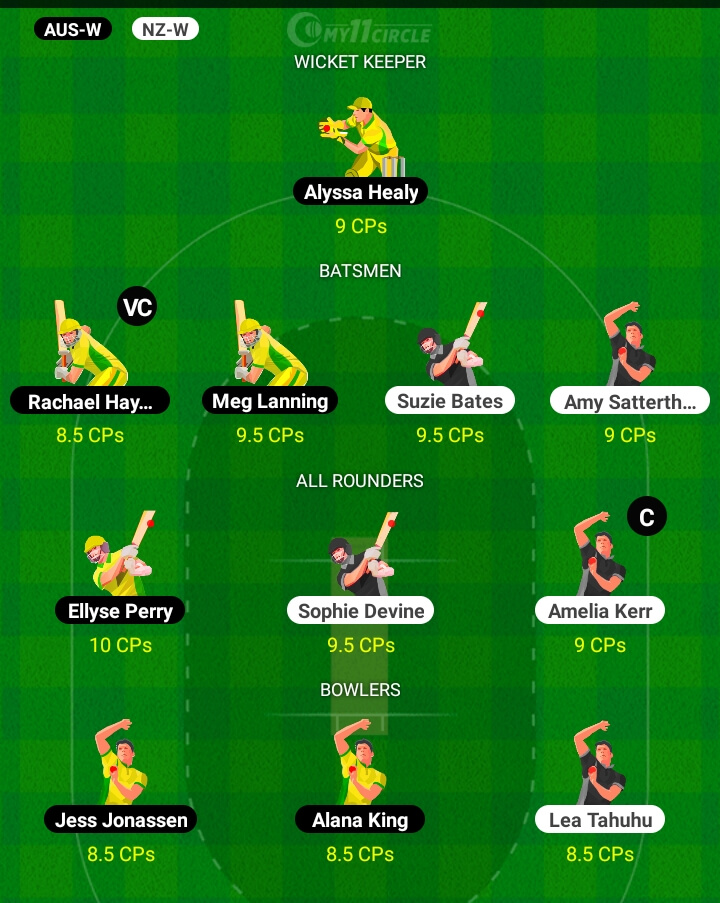 AUS-W NZ-W
MY11CIRCLE
WICKET KEEPER
Alyssa Healy
9 CPs
BATSMEN
VC
Rachael Hay... Meg Lanning Suzie Bates Amy Satterth...
8.5 CPs 9.5 CPs 9.5 CPs 9 CPs
ALL ROUNDERS
C
Ellyse Perry Sophie Devine Amelia Kerr
10 CPs 9.5 CPs 9 CPs
BOWLERS
Jess Jonassen Alana King Lea Tahuhu
8.5 CPs 8.5 CPs 8.5 CPs